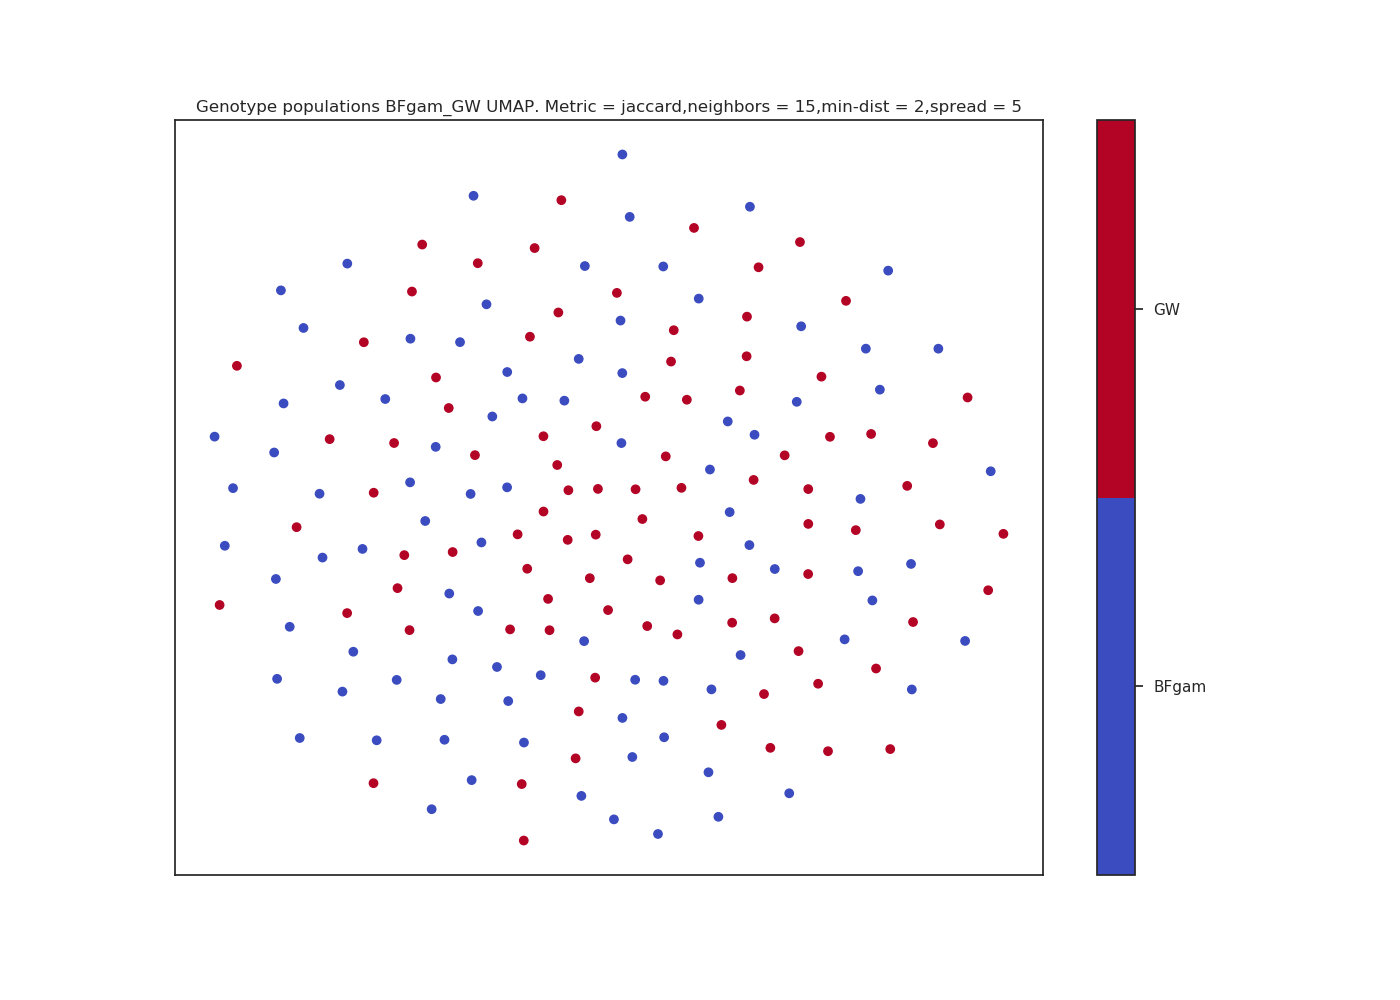 Genotype populations BFgam_GW UMAP. Metric = jaccard,neighbors = 15,min-dist = 2,spread = 5
GW
BFgam